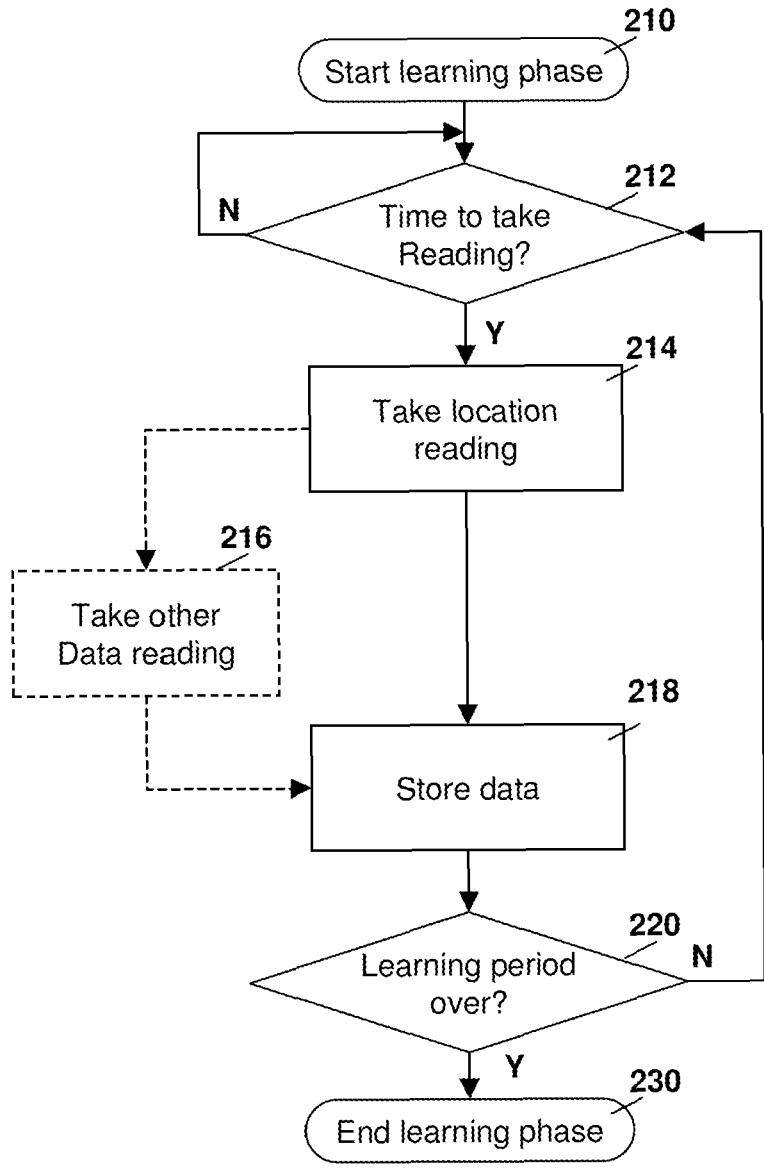 210
Start learning phase
212
N
Time to take
Reading?
Y
214
Take location
reading
216
Take other
Data reading
218
Store data
220
Learning period
over?
N
Y
230
End learning phase